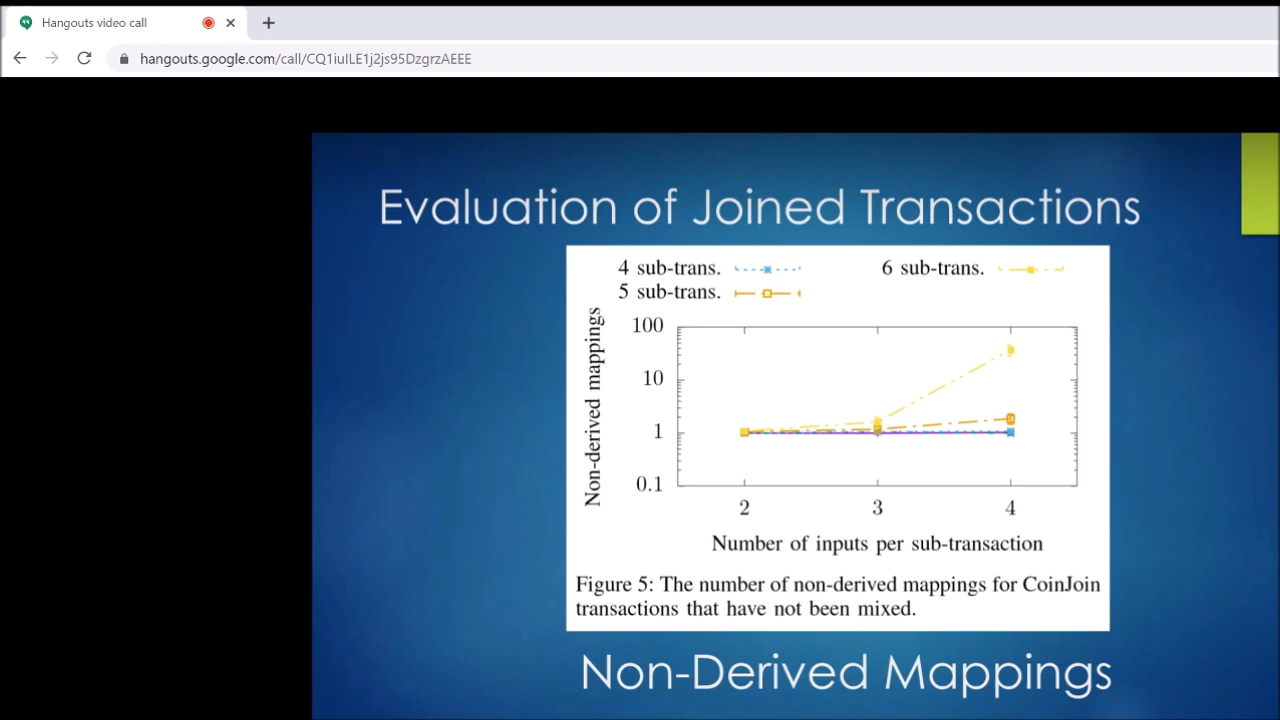 Hangouts video call
hangouts.google.com/call/CQ1iuILE1j2js95DzgrzAEEE
Evaluation of Joined Transactions
4 sub-trans.
6 sub-trans.
5 sub-trans.
Non-derived mappings
100
10
1
0.1
2 3 4
Number of inputs per sub-transaction
Figure 5: The number of non-derived mappings for CoinJoin
transactions that have not been mixed.
Non-Derived Mappings